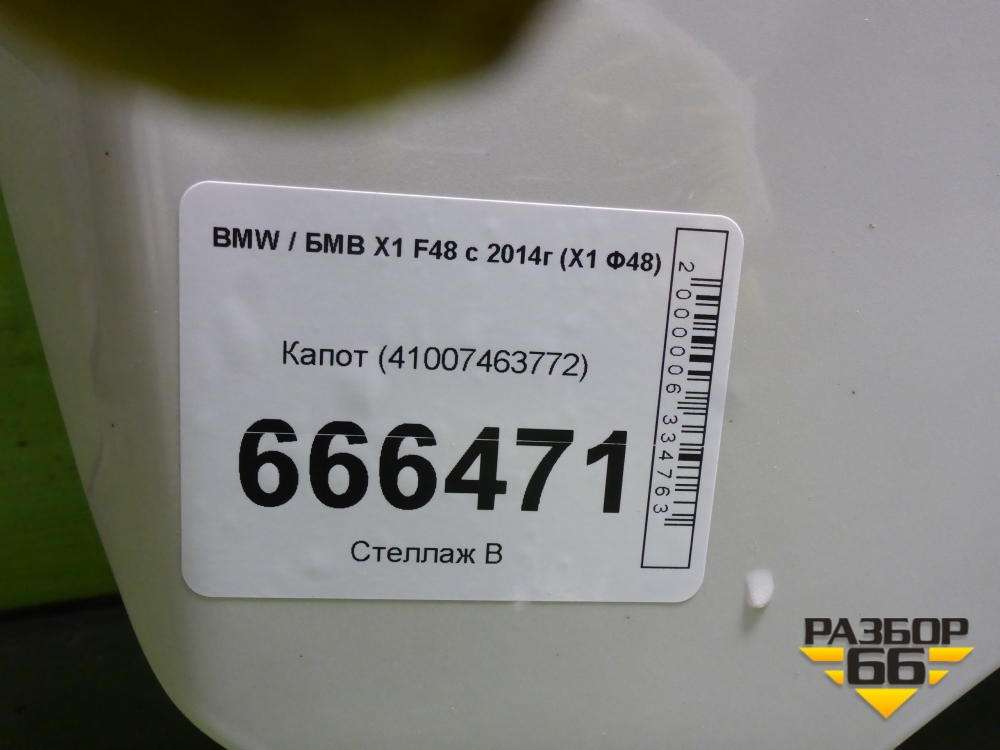 BMW / БМВ X1 F48 с 2014г (X1 Ф48)
Капот (41007463772)
666471
Стеллаж В
2 000006 334763
РАЗБОР
66